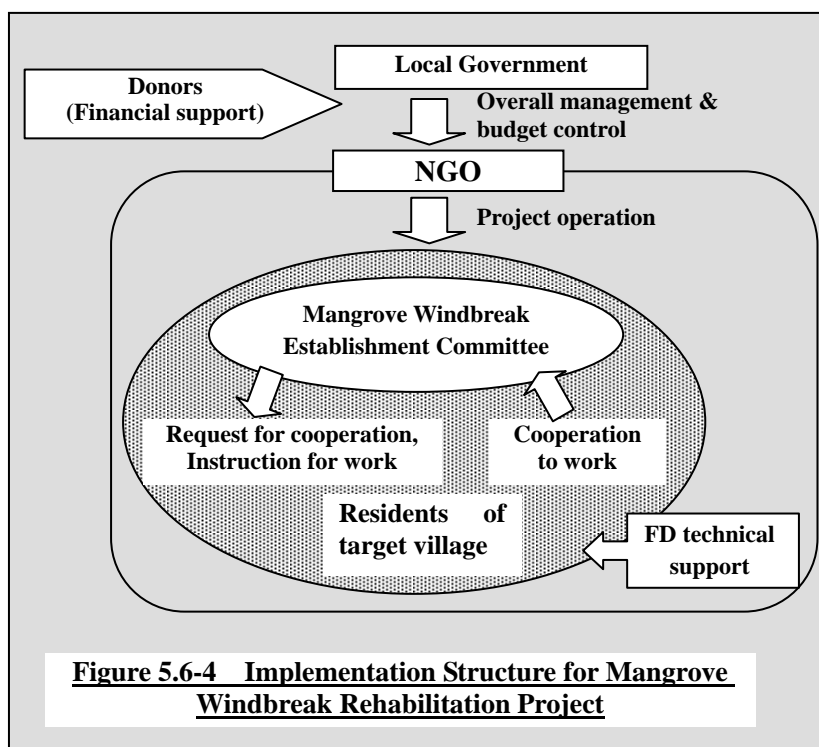 Local Government
Donors
(Financial support)
Overall management &
budget control
NGO
Project operation
Mangrove Windbreak
Establishment Committee
Request for cooperation,
Instruction for work
Cooperation
to work
Residents of
target village
FD technical
support
Figure 5.6-4 Implementation Structure for Mangrove
Windbreak Rehabilitation Project